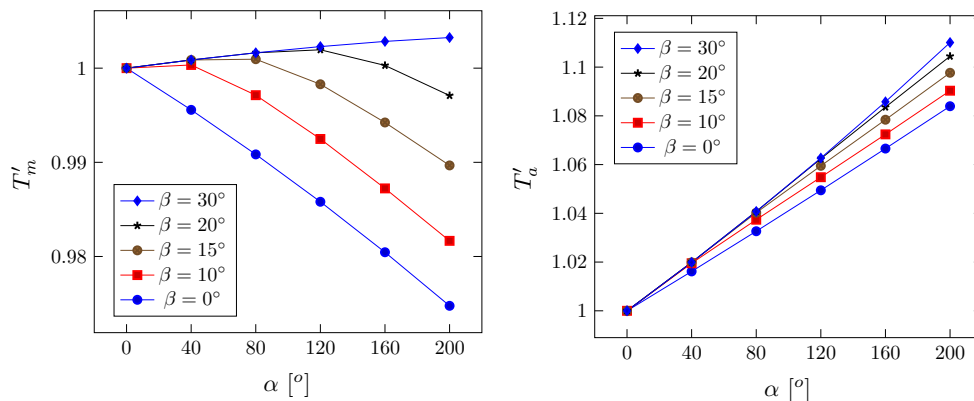 1
0.99
0.98
T′m
β = 30°
β = 20°
β = 15°
β = 10°
β = 0°
0 40 80 120 160 200
α [o]
1.12
1.1
1.08
1.06
1.04
1.02
1
T′a
β = 30°
β = 20°
β = 15°
β = 10°
β = 0°
0 40 80 120 160 200
α [o]